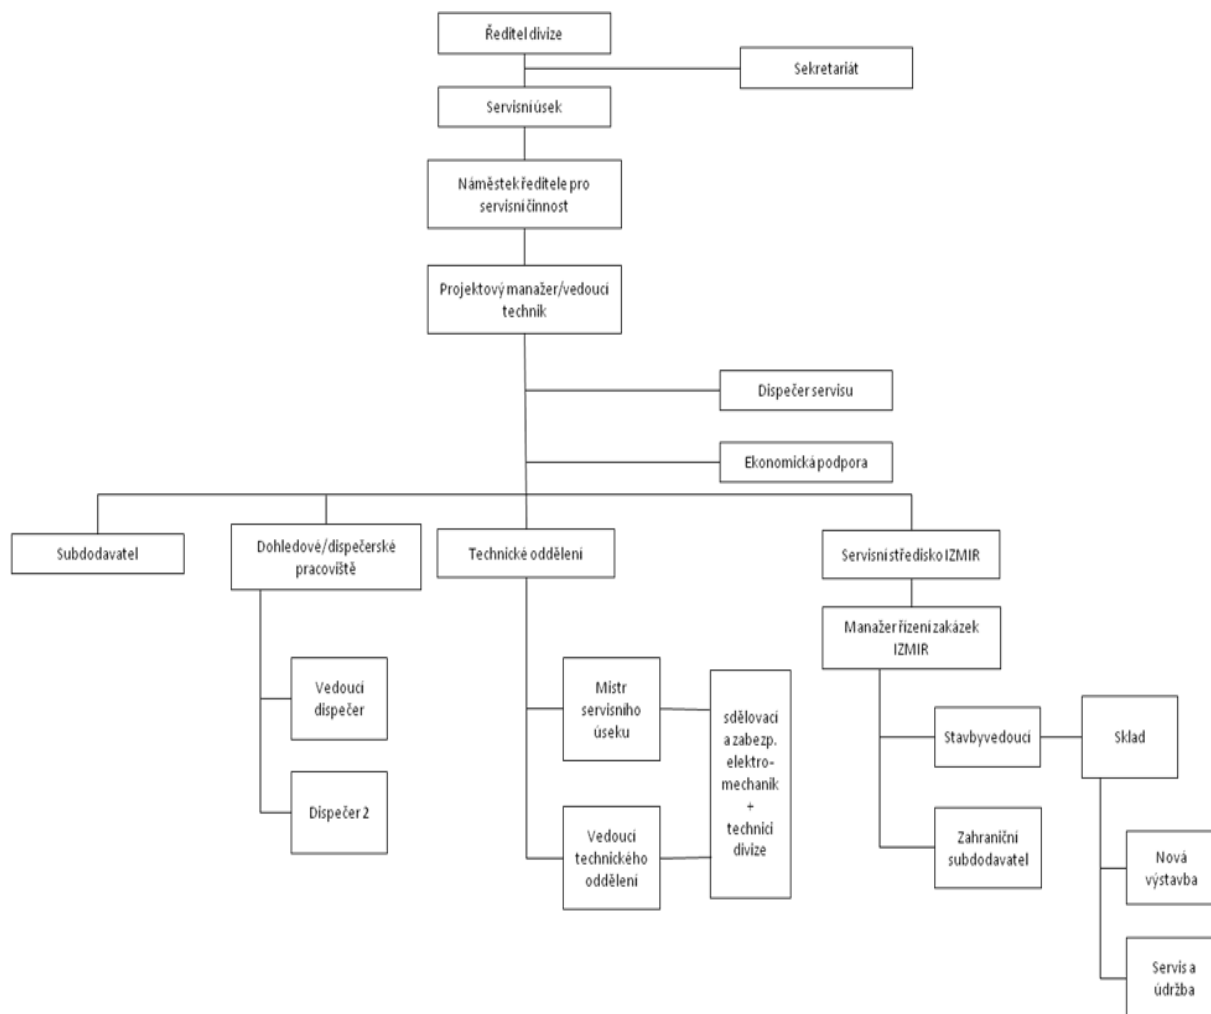 Ředitel divize
Sekretariát
Servisní úsek
Náměstek ředitele pro
servisní činnost
Projektový manažer/vedoucí
technik
Dispečer servisu
Ekonomická podpora
Subdodavatel
Dohledové/dispečerské
pracoviště
Technické oddělení
Servisní středisko IZMIR
Manažer řízení zakázek
IZMIR
Vedoucí
dispečer
Dispečer 2
Mistr
servisního
úseku
Vedoucí
technického
oddělení
sdělovací
a zabezp.
elektro-
mechanik
+
technici
divize
Stavbyvedoucí
Sklad
Zahraniční
subdodavatel
Nová
výstavba
Servis a
údržba